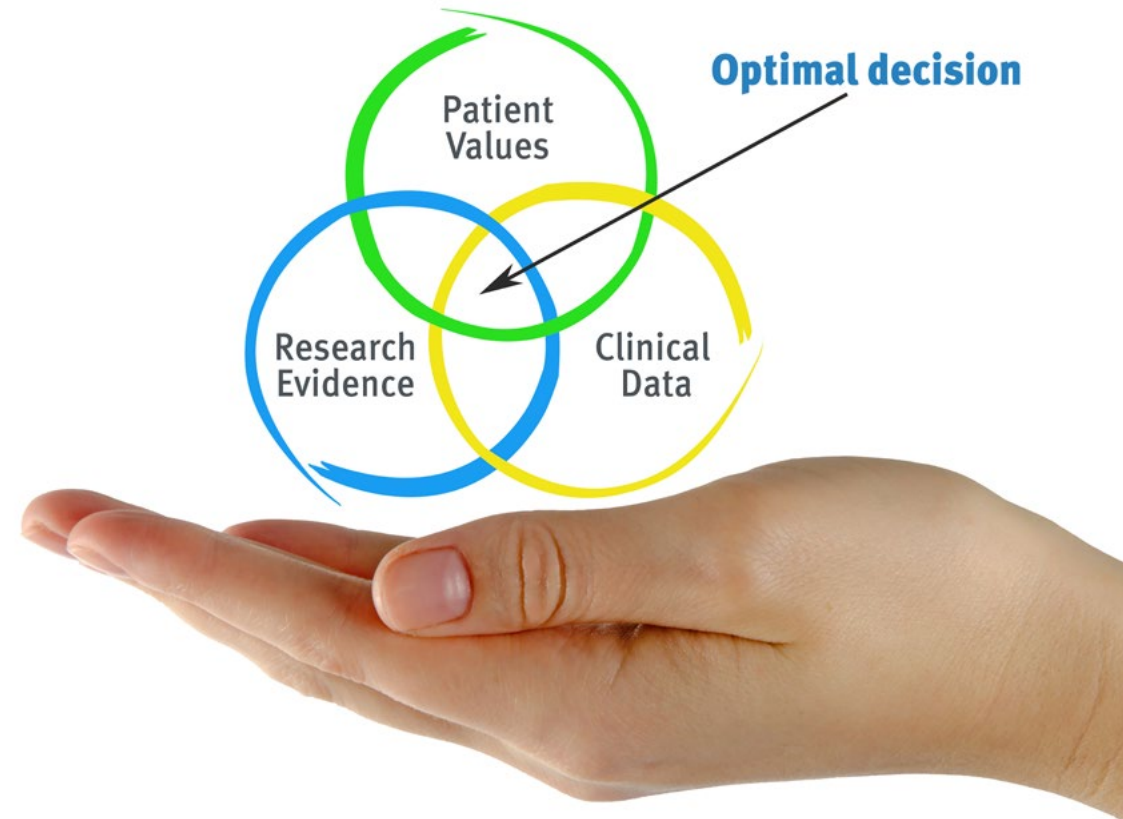 Optimal decision
Patient
Values
Research
Evidence
Clinical
Data